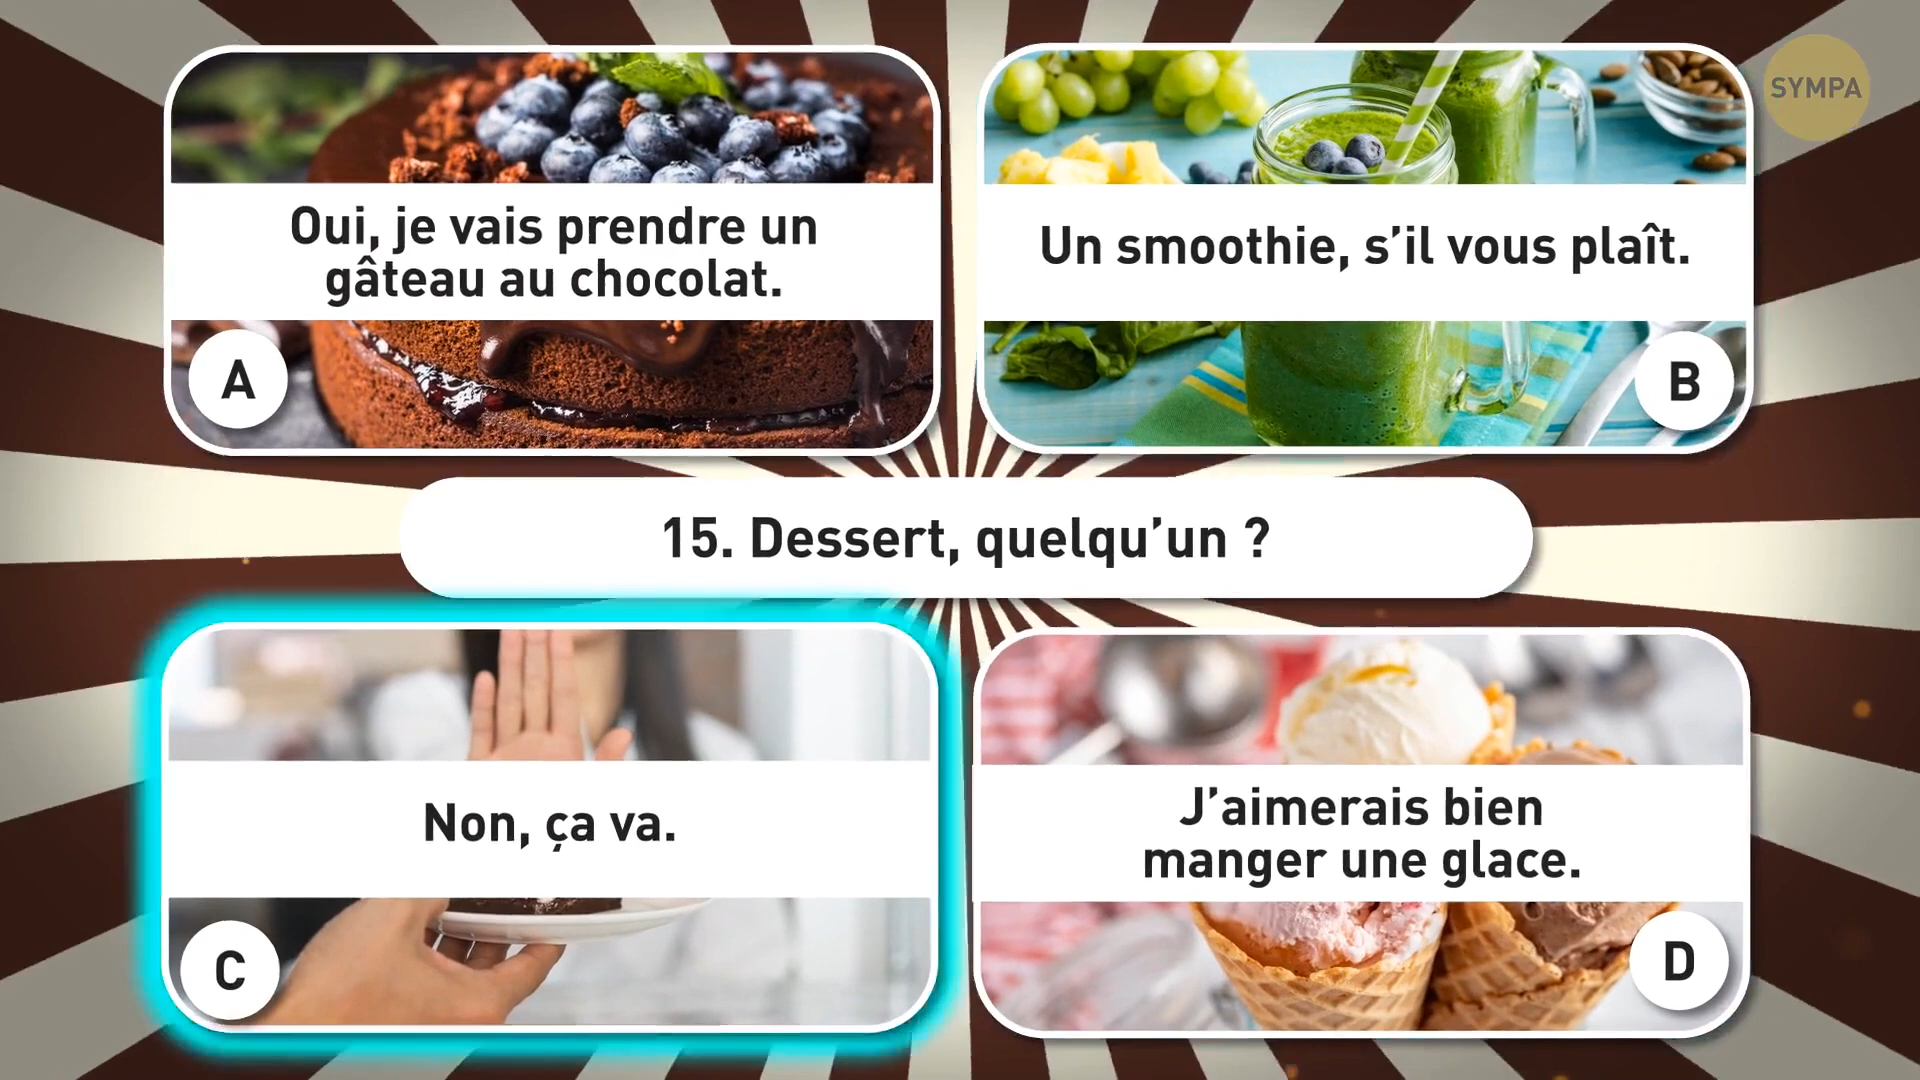 SYMPA
Oui, je vais prendre un
gâteau au chocolat.
A
Un smoothie, s’il vous plaît.
B
15. Dessert, quelqu’un ?
Non, ça va.
C
J’aimerais bien
manger une glace.
D